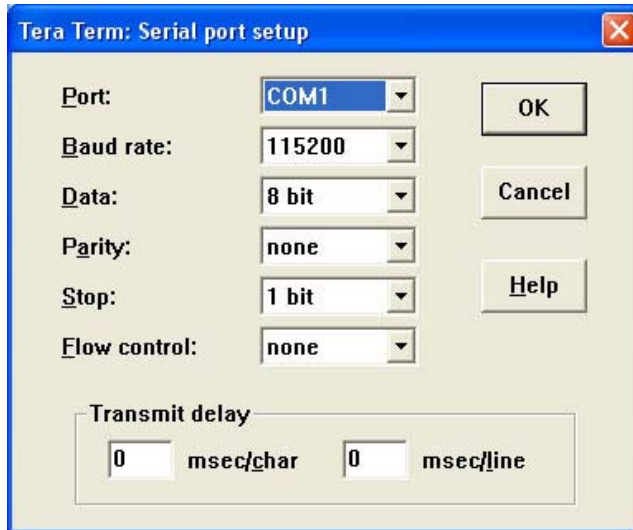 Tera Term: Serial port setup
Port: COM1 OK
Baud rate: 115200
Data: 8 bit Cancel
Parity: none
Stop: 1 bit Help
Flow control: none
Transmit delay
0 msec/char 0 msec/line